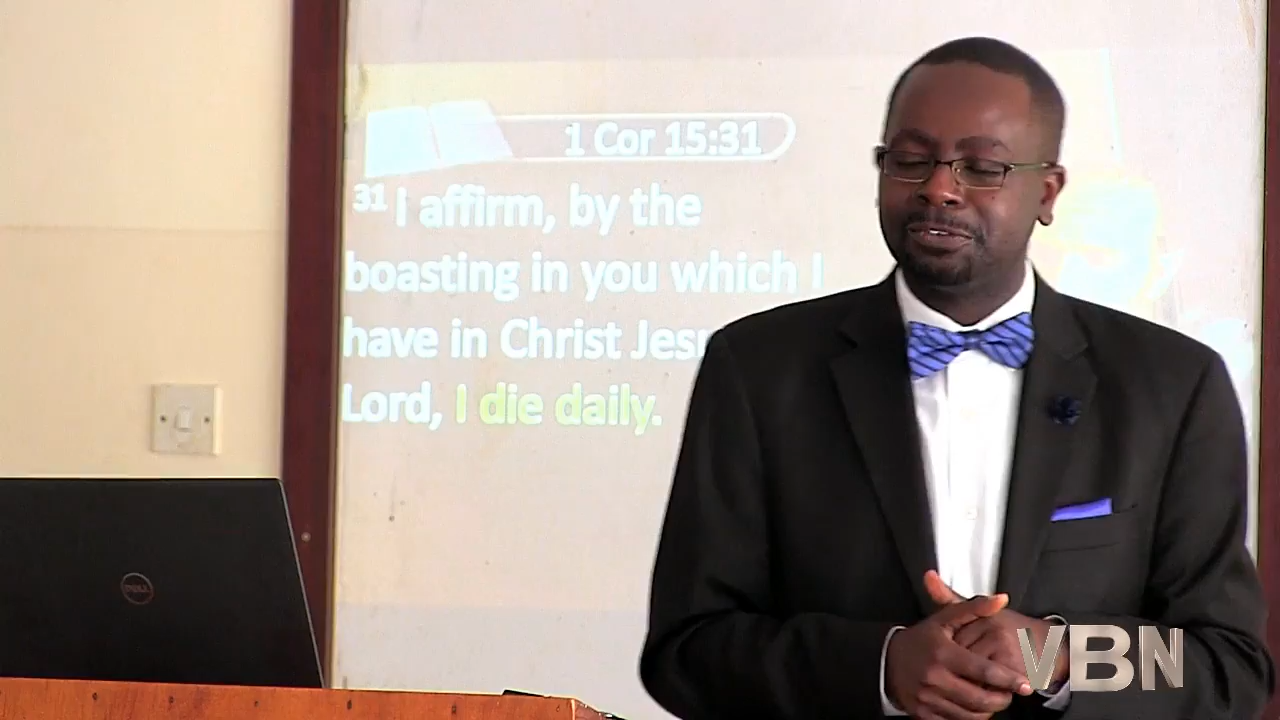 1 Cor 15:31
31 I affirm, by the
boasting in you which I
have in Christ
Lord, I die daily.
DELL
VBN